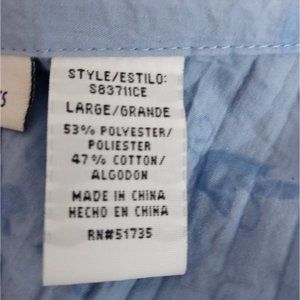 STYLE/ESTILO:
S83711CE
LARGE/GRANDE
53% POLYESTER/
POLIESTER
47% COTTON/
ALGODON
MADE IN CHINA
HECHO EN CHINA
RN#51735